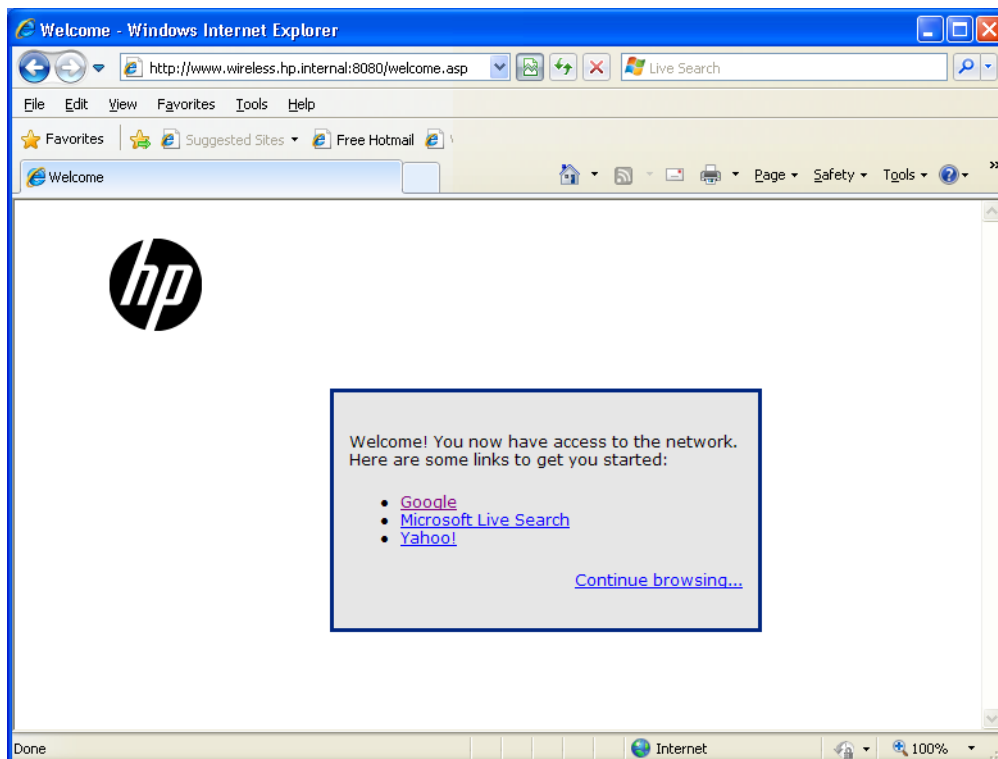 Welcome - Windows Internet Explorer
http://www.wireless.hp.internal:8080/welcome.asp
Live Search
File Edit View Favorites Tools Help
Favorites Suggested Sites Free Hotmail
Welcome
Page Safety Tools »
hp
Welcome! You now have access to the network.
Here are some links to get you started:
• Google
• Microsoft Live Search
• Yahoo!
Continue browsing...
Done Internet 100%